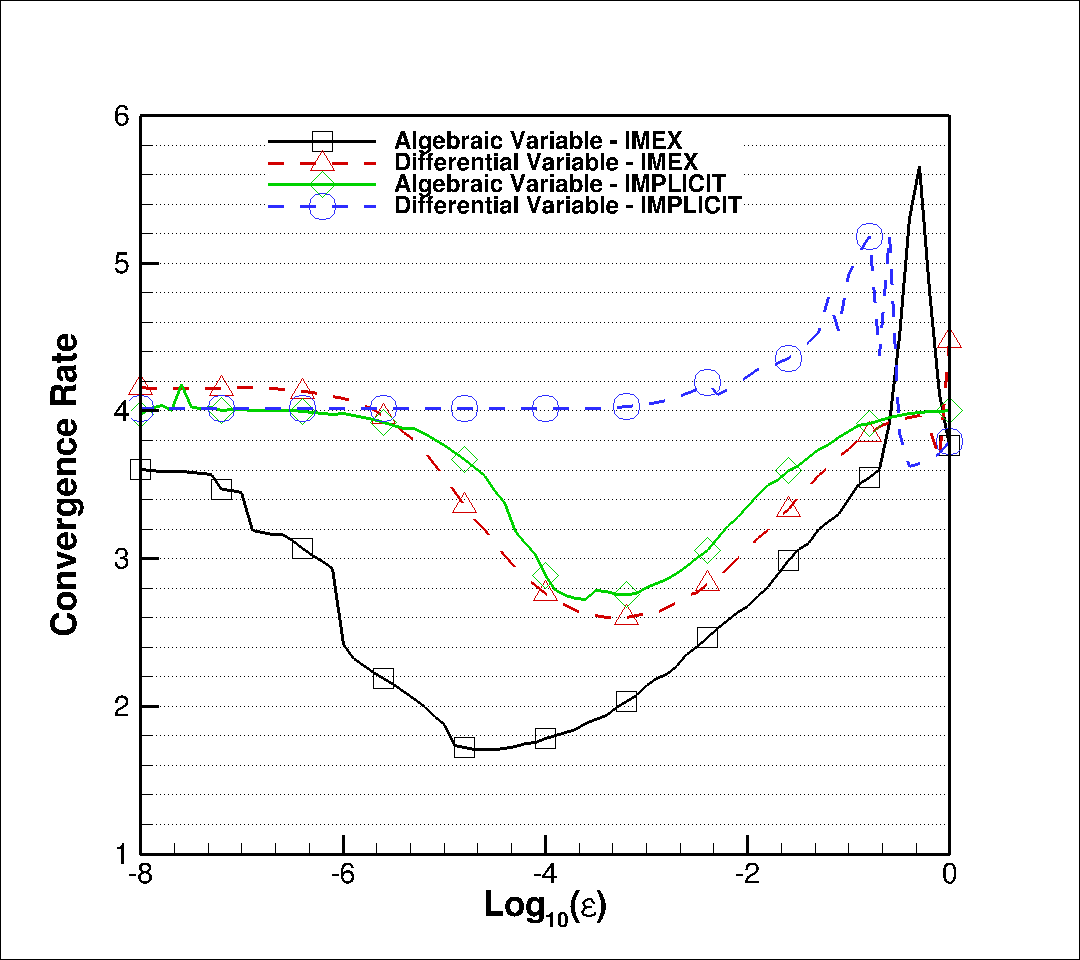 6
Algebraic Variable - IMEX
Differential Variable - IMEX
Algebraic Variable - IMPLICIT
Differential Variable - IMPLICIT
5
4
3
2
1
Convergence Rate
-8 -6 -4 -2 0
Log10(ε)